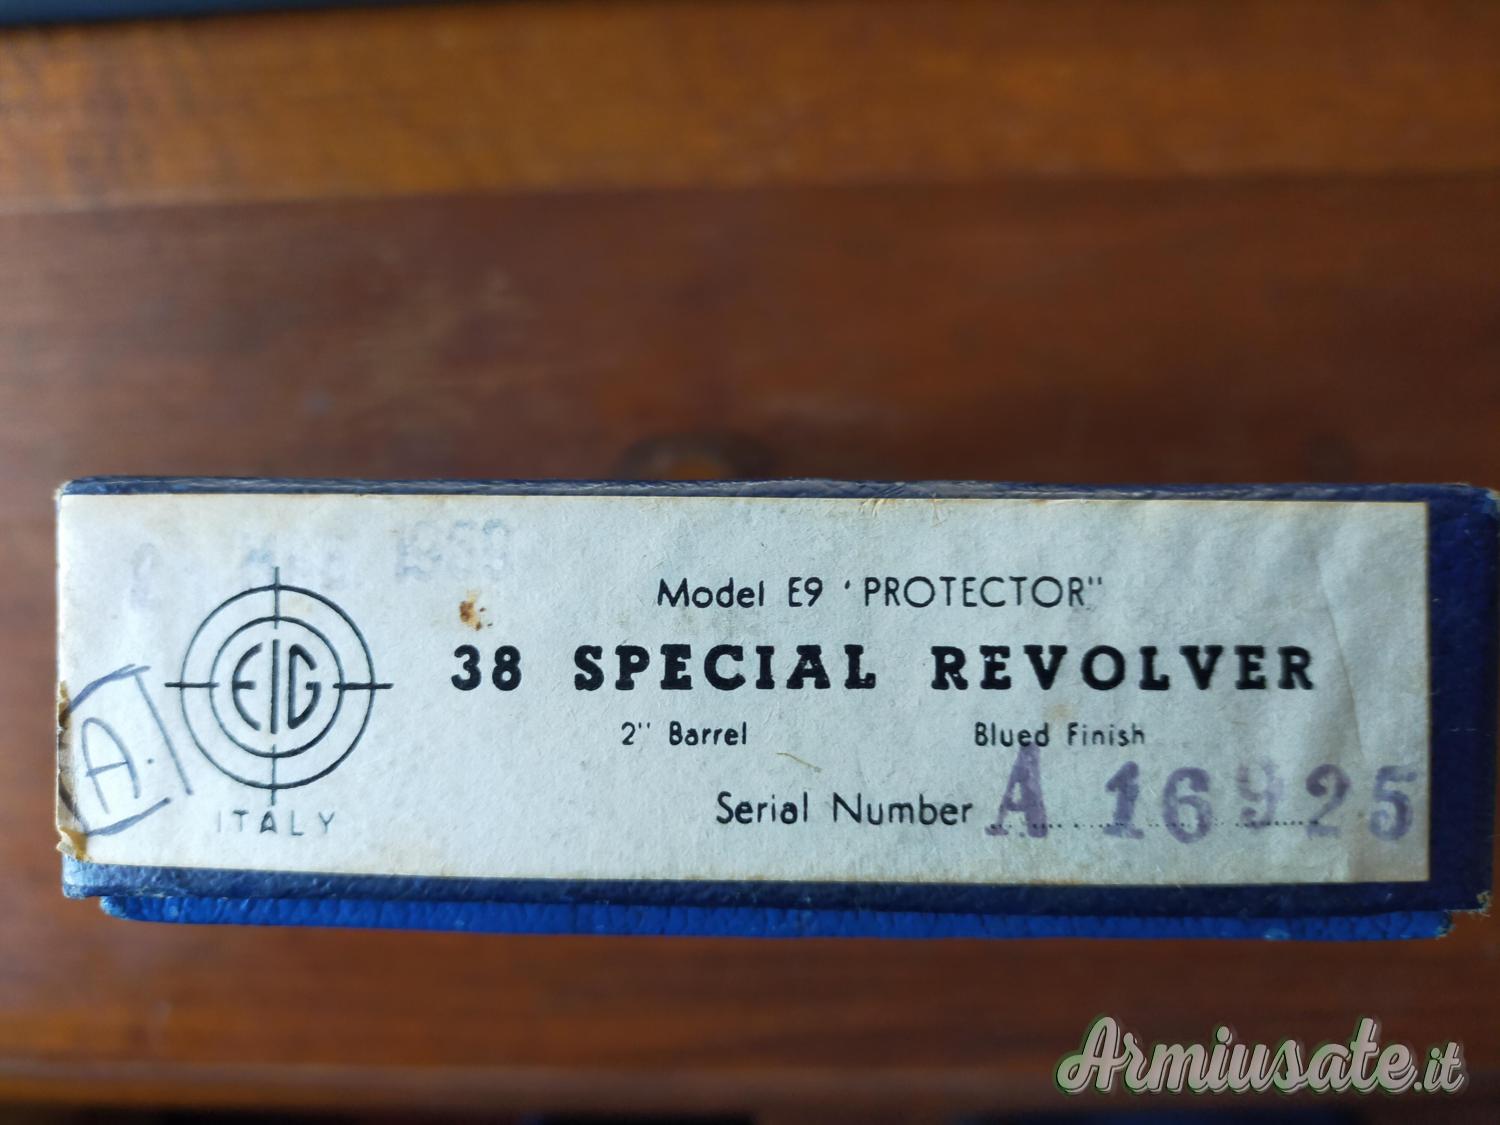 Model E9 ‘PROTECTOR"
38 SPECIAL REVOLVER
2" Barrel Blued Finish
Serial Number A 16925
EIG
ITALY
A.
Armiusate.it